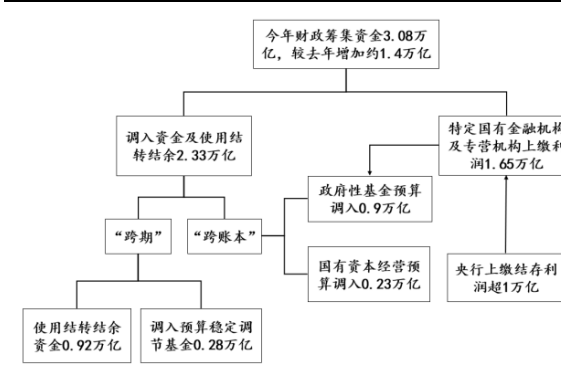 今年财政筹集资金3.08万
亿，较去年增加约1.4万亿
调入资金及使用结
转结余2.33万亿
特定国有金融机构
及专营机构上缴利
润1.65万亿
政府性基金预算
调入0.9万亿
“跨期”
“跨账本”
国有资本经营预
算调入0.23万亿
央行上缴结存利
润超1万亿
使用结转结余
资金0.92万亿
调入预算稳定调
节基金0.28万亿